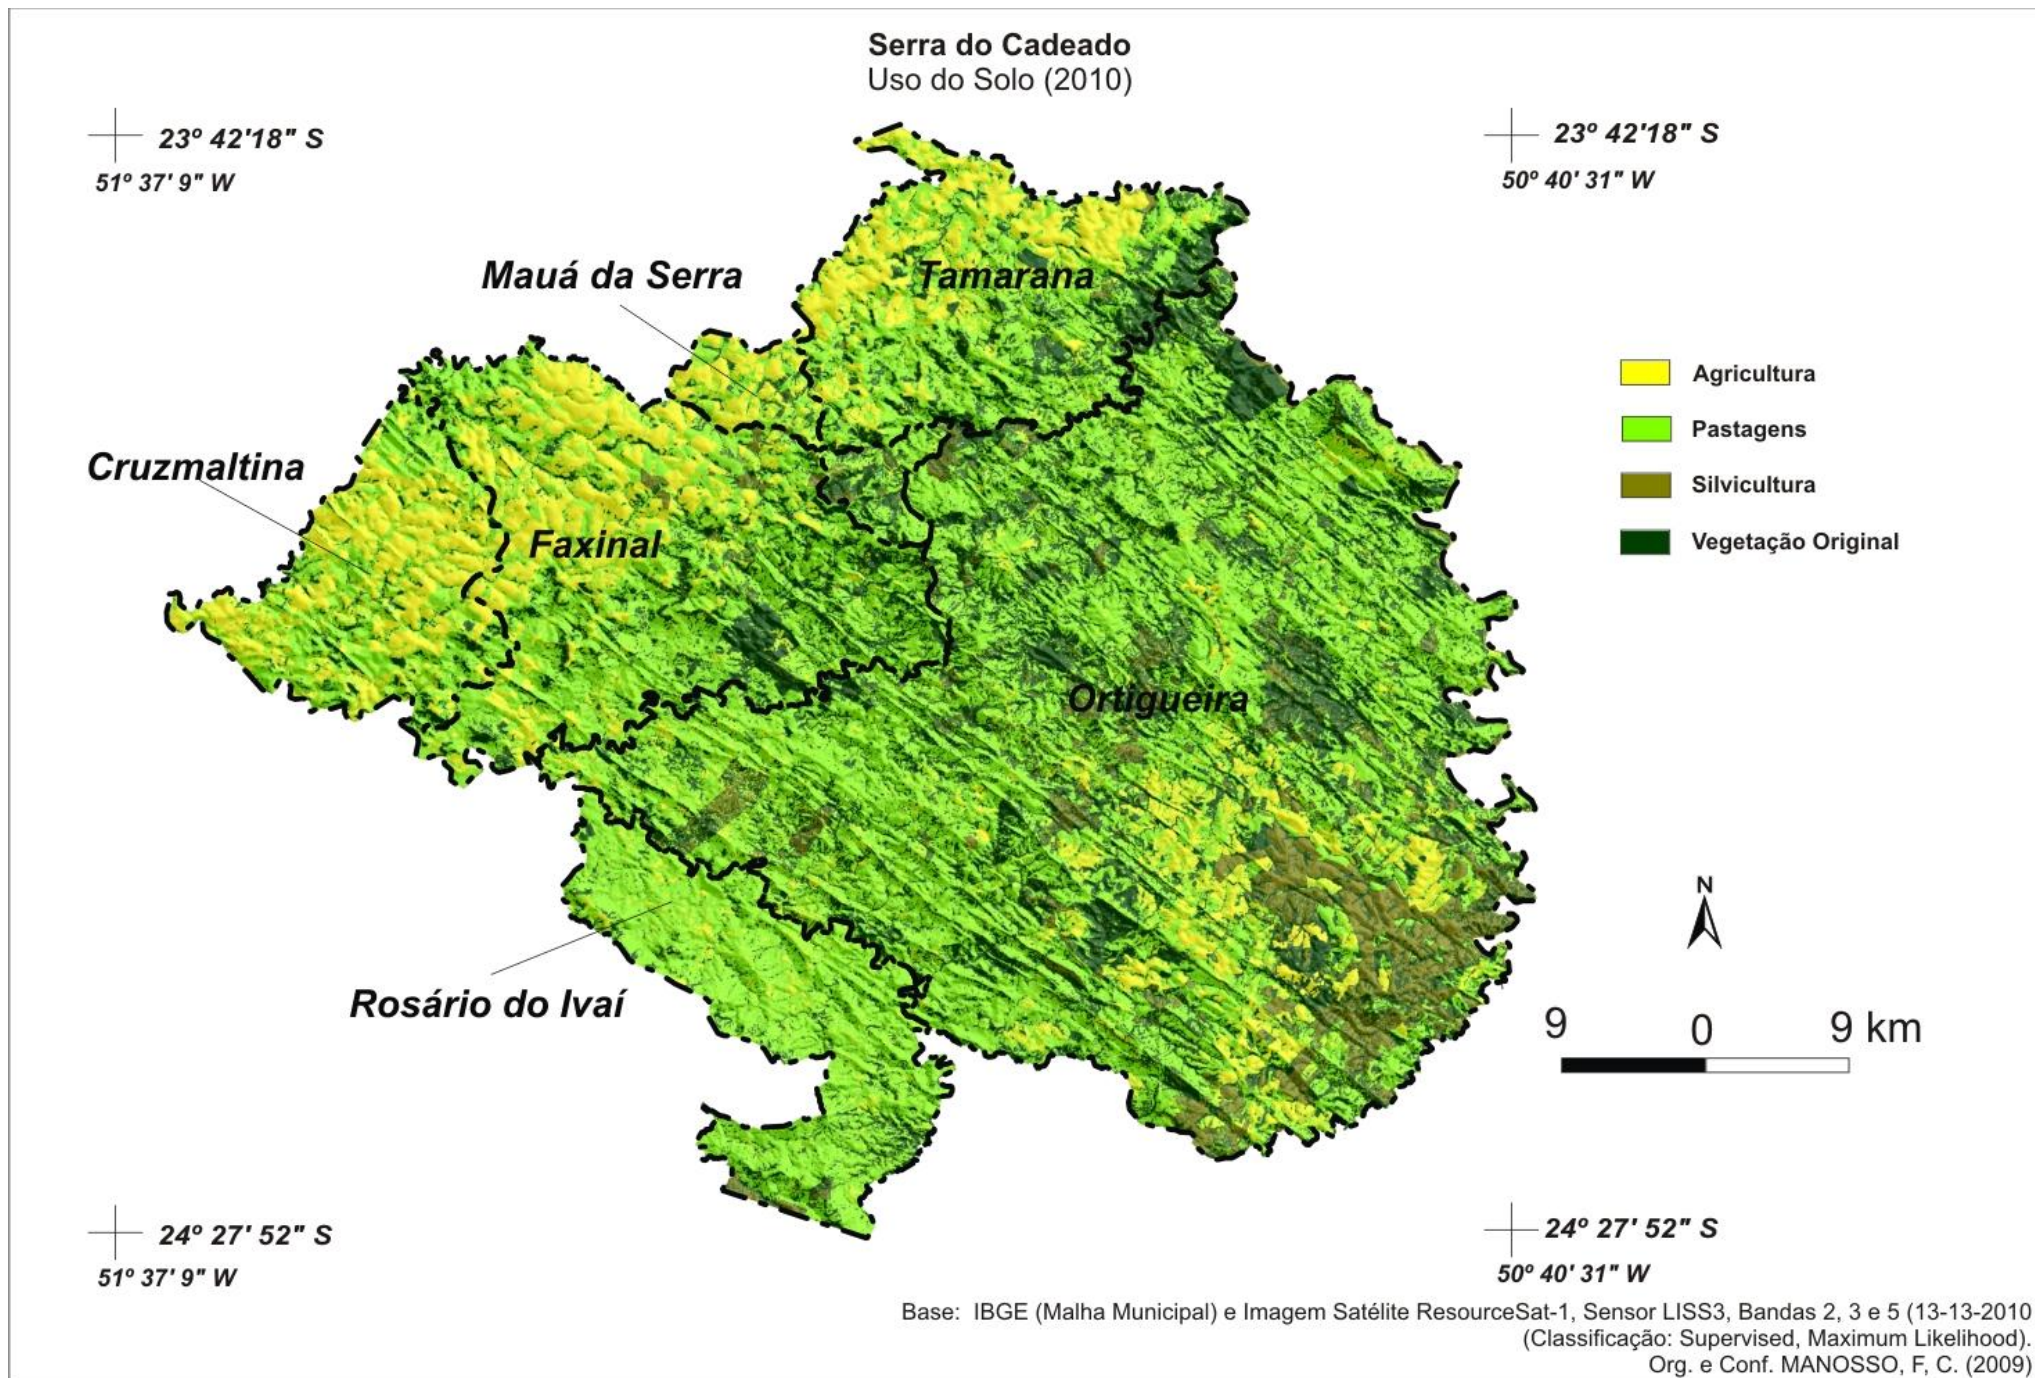 Serra do Cadeado
Uso do Solo (2010)
23º 42'18" S
51º 37' 9" W
23º 42'18" S
50º 40' 31" W
Mauá da Serra
Tamarana
Cruzmaltina
Faxinal
Ortigueira
Rosário do Ivaí
Agricultura
Pastagens
Silvicultura
Vegetação Original
N
9 0 9 km
24º 27' 52" S
51º 37' 9" W
24º 27' 52" S
50º 40' 31" W
Base: IBGE (Malha Municipal) e Imagem Satélite ResourceSat-1, Sensor LISS3, Bandas 2, 3 e 5 (13-13-2010
(Classificação: Supervised, Maximum Likelihood).
Org. e Conf. MANOSSO, F, C. (2009)